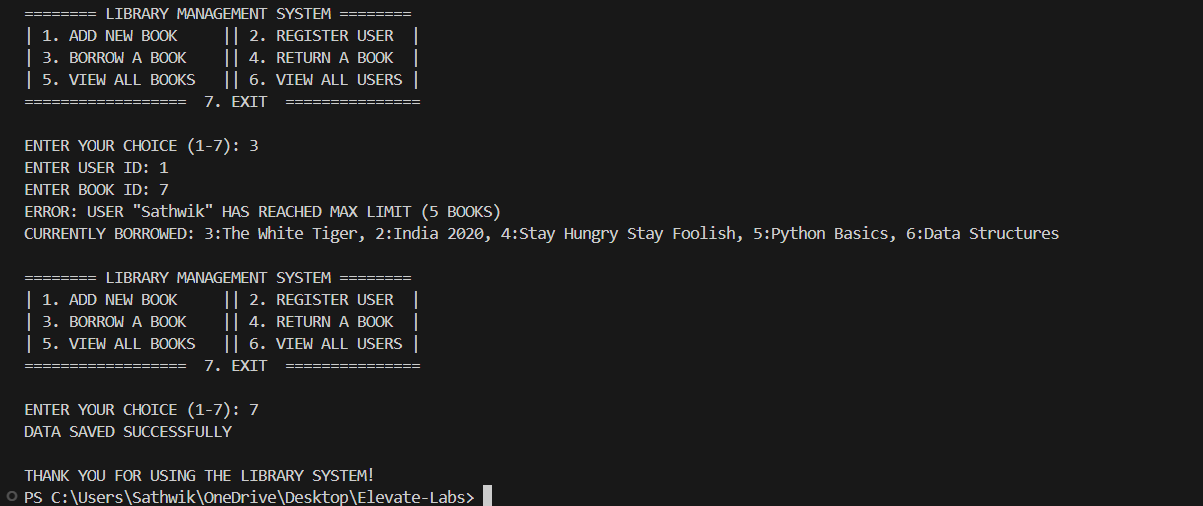 ======== LIBRARY MANAGEMENT SYSTEM ========
| 1. ADD NEW BOOK     || 2. REGISTER USER  |
| 3. BORROW A BOOK    || 4. RETURN A BOOK  |
| 5. VIEW ALL BOOKS   || 6. VIEW ALL USERS |
==================  7. EXIT  ===============
ENTER YOUR CHOICE (1-7): 3
ENTER USER ID: 1
ENTER BOOK ID: 7
ERROR: USER "Sathwik" HAS REACHED MAX LIMIT (5 BOOKS)
CURRENTLY BORROWED: 3:The White Tiger, 2:India 2020, 4:Stay Hungry Stay Foolish, 5:Python Basics, 6:Data Structures
======== LIBRARY MANAGEMENT SYSTEM ========
| 1. ADD NEW BOOK     || 2. REGISTER USER  |
| 3. BORROW A BOOK    || 4. RETURN A BOOK  |
| 5. VIEW ALL BOOKS   || 6. VIEW ALL USERS |
==================  7. EXIT  ===============
ENTER YOUR CHOICE (1-7): 7
DATA SAVED SUCCESSFULLY
THANK YOU FOR USING THE LIBRARY SYSTEM!
PS C:\Users\Sathwik\OneDrive\Desktop\Elevate-Labs>